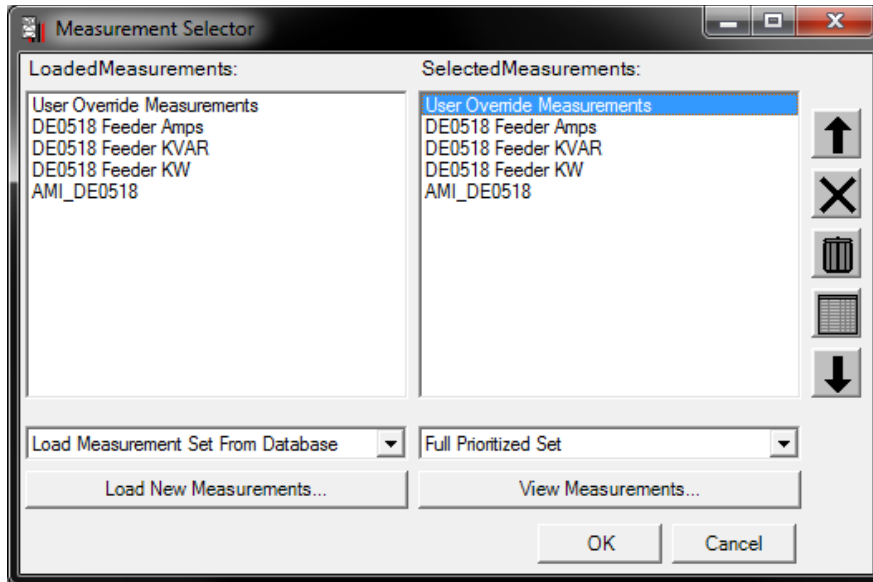 Measurement Selector
LoadedMeasurements:
User Override Measurements
DE0518 Feeder Amps
DE0518 Feeder KVAR
DE0518 Feeder KW
AMI_DE0518
Load Measurement Set From Database
Load New Measurements...
SelectedMeasurements:
User Override Measurements
DE0518 Feeder Amps
DE0518 Feeder KVAR
DE0518 Feeder KW
AMI_DE0518
Full Prioritized Set
View Measurements...
OK
Cancel